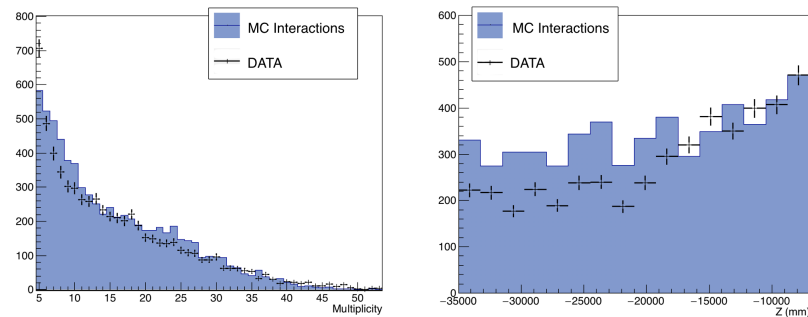 800
700
600
500
400
300
200
100
0
5 10 15 20 25 30 35 40 45 50
Multiplicity
MC Interactions
DATA
600
500
400
300
200
100
0
−35000 −30000 −25000 −20000 −15000 −10000
Z (mm)
MC Interactions
DATA